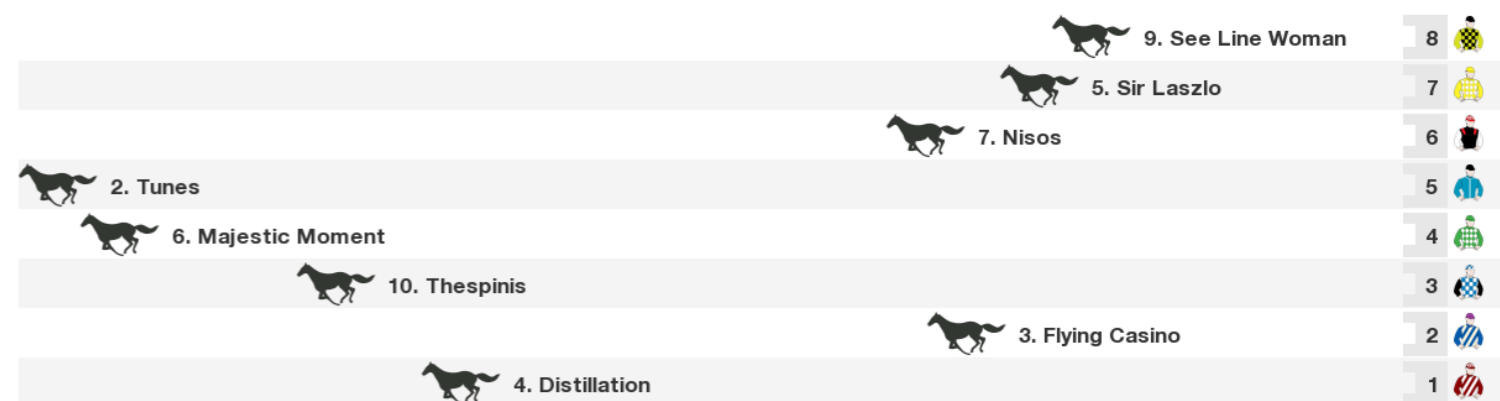 9. See Line Woman 8
5. Sir Laszlo 7
7. Nisos 6
2. Tunes 5
6. Majestic Moment 4
10. Thespinis 3
3. Flying Casino 2
4. Distillation 1